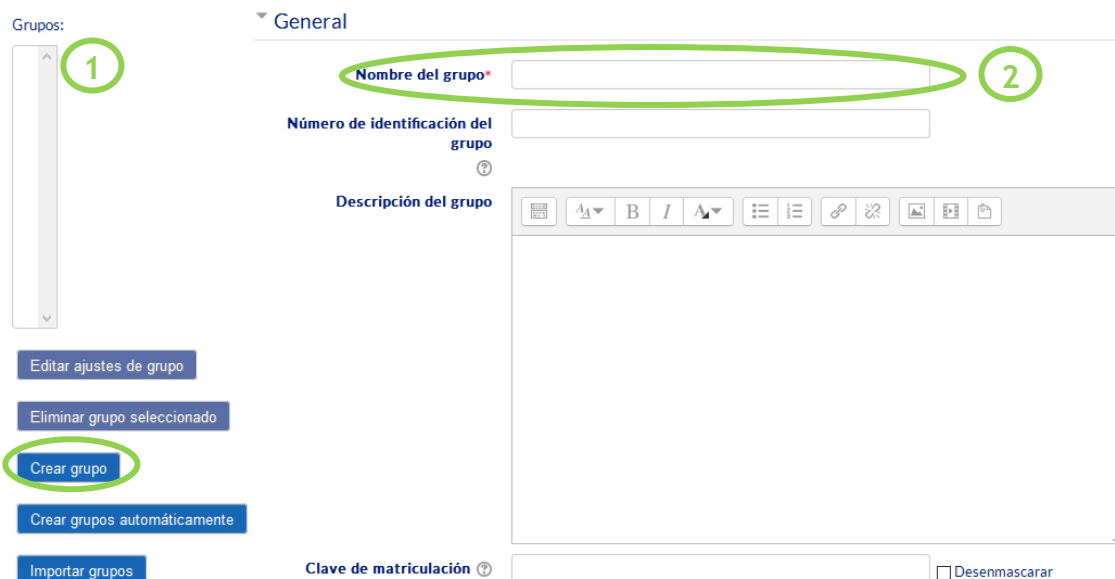 Grupos:
1
Editar ajustes de grupo
Eliminar grupo seleccionado
Crear grupo
Crear grupos automáticamente
Importar grupos
General
Nombre del grupo*
2
Número de identificación del
grupo
Descripción del grupo
Clave de matriculación
Desenmascarar